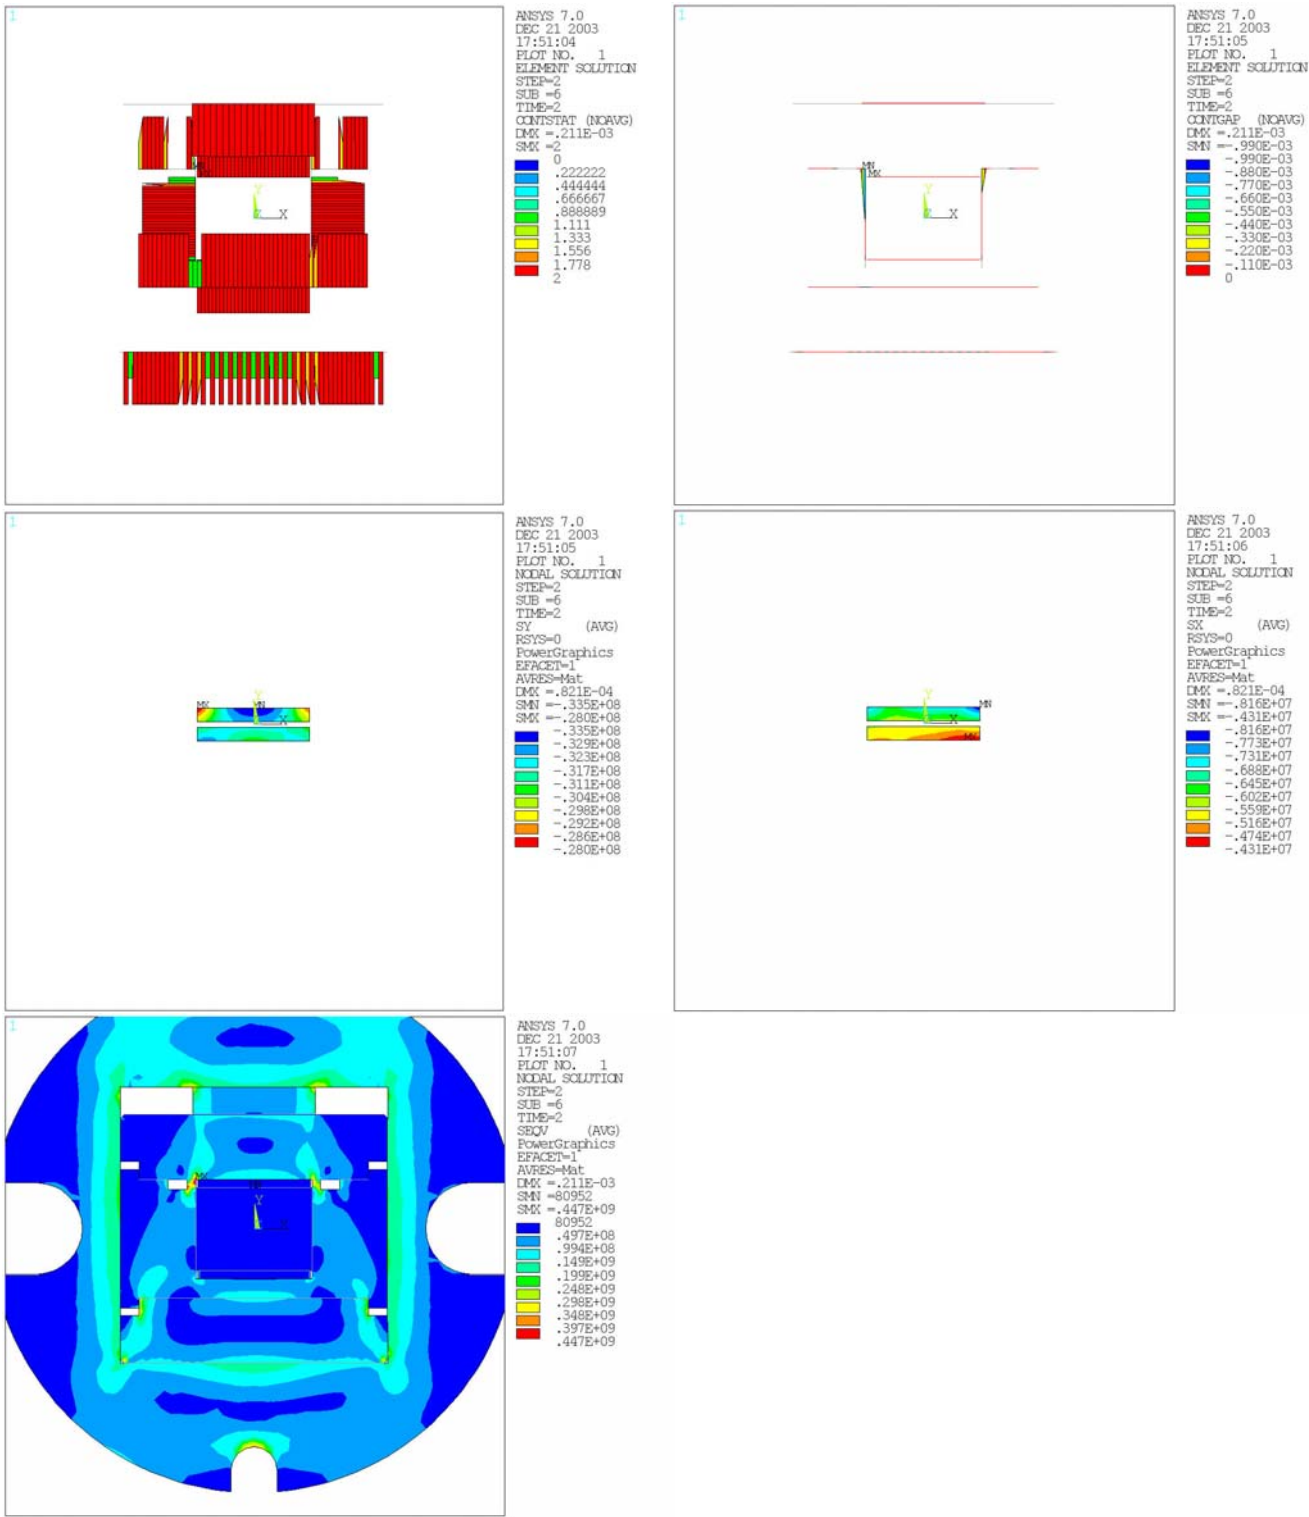 1
ANSYS 7.0
DEC 21 2003
17:51:04
PLOT NO. 1
ELEMENT SOLUTION
STEP=2
SUB =6
TIME=2
CONTSTAT (NOAVG)
DMX =.211E-03
SMX =2
0
.222222
.444444
.666667
.888889
1.111
1.333
1.556
1.778
2
Y
X
1
ANSYS 7.0
DEC 21 2003
17:51:05
PLOT NO. 1
ELEMENT SOLUTION
STEP=2
SUB =6
TIME=2
CONTGAP (NOAVG)
DMX =.211E-03
SMN =-.990E-03
-.990E-03
-.880E-03
-.770E-03
-.660E-03
-.550E-03
-.440E-03
-.330E-03
-.220E-03
-.110E-03
0
MN
MX
Y
X
1
ANSYS 7.0
DEC 21 2003
17:51:05
PLOT NO. 1
NODAL SOLUTION
STEP=2
SUB =6
TIME=2
SY (AVG)
RSYS=0
PowerGraphics
EFACET=1
AVRES=Mat
DMX =.821E-04
SMN =-.335E+08
SMX =-.280E+08
-.335E+08
-.329E+08
-.323E+08
-.317E+08
-.311E+08
-.304E+08
-.298E+08
-.292E+08
-.286E+08
-.280E+08
MX
MN
Y
X
1
ANSYS 7.0
DEC 21 2003
17:51:06
PLOT NO. 1
NODAL SOLUTION
STEP=2
SUB =6
TIME=2
SX (AVG)
RSYS=0
PowerGraphics
EFACET=1
AVRES=Mat
DMX =.821E-04
SMN =-.816E+07
SMX =-.431E+07
-.816E+07
-.773E+07
-.731E+07
-.688E+07
-.645E+07
-.602E+07
-.559E+07
-.516E+07
-.474E+07
-.431E+07
Y
MN
X
MX
1
ANSYS 7.0
DEC 21 2003
17:51:07
PLOT NO. 1
NODAL SOLUTION
STEP=2
SUB =6
TIME=2
SEQV (AVG)
PowerGraphics
EFACET=1
AVRES=Mat
DMX =.211E-03
SMN =80952
SMX =.447E+09
80952
.497E+08
.994E+08
.149E+09
.199E+09
.248E+09
.298E+09
.348E+09
.397E+09
.447E+09
MX
Y
X